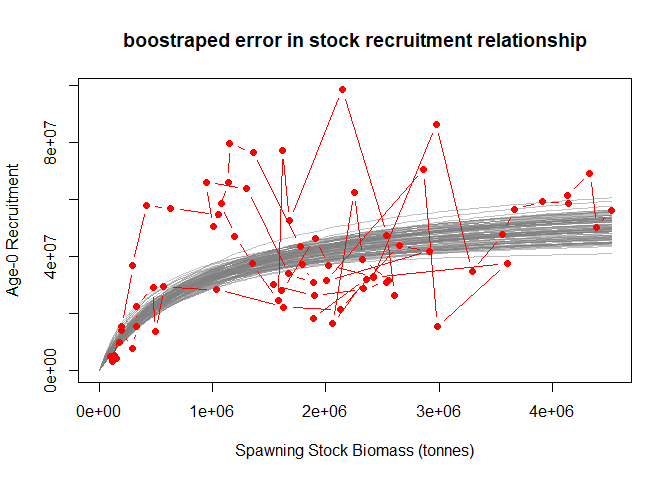 boostraped error in stock recruitment relationship
Age-0 Recruitment
8e+07
4e+07
0e+00
0e+00 1e+06 2e+06 3e+06 4e+06
Spawning Stock Biomass (tonnes)